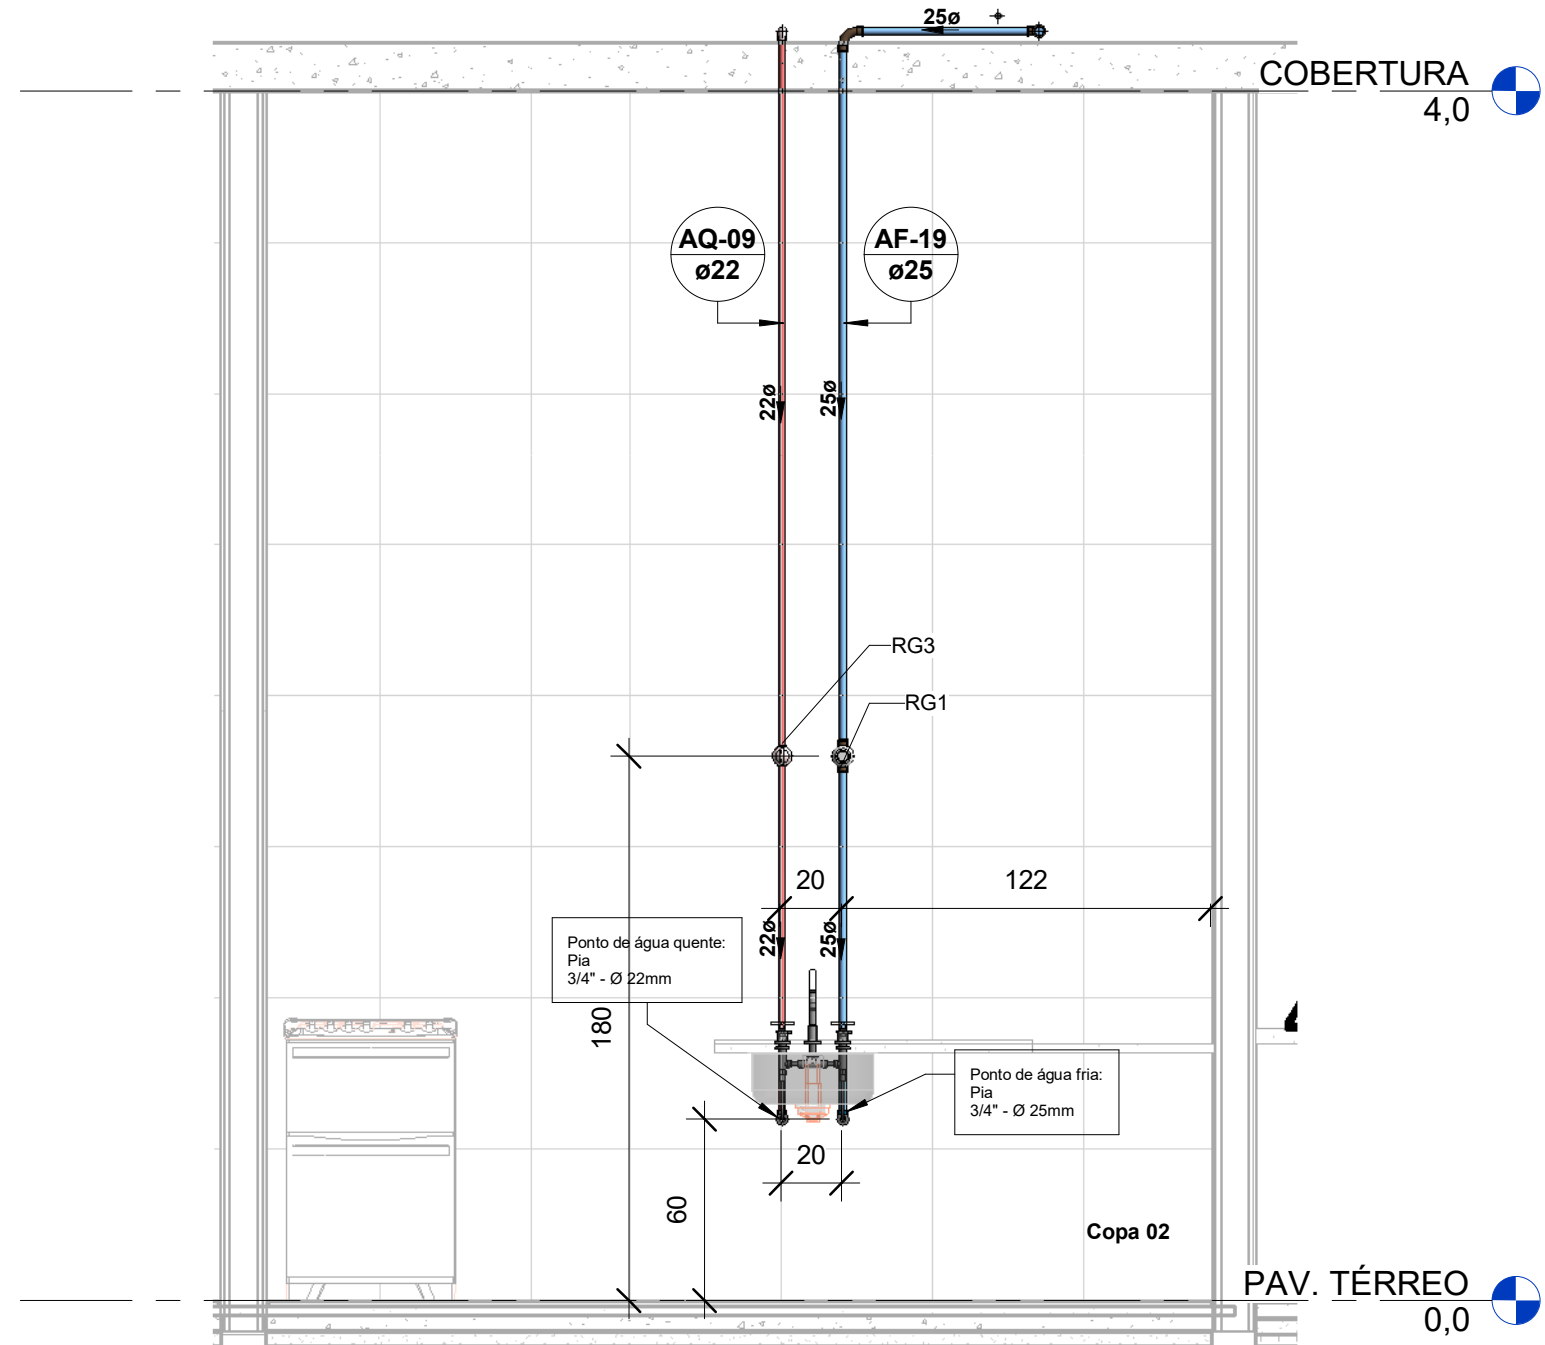 25ø
COBERTURA
4,0
AQ-09
ø22
AF-19
ø25
22ø
25ø
RG3
RG1
20
122
22ø
25ø
Ponto de água quente:
Pia
3/4" - Ø 22mm
180
Ponto de água fria:
Pia
3/4" - Ø 25mm
20
60
Copa 02
PAV. TÉRREO
0,0